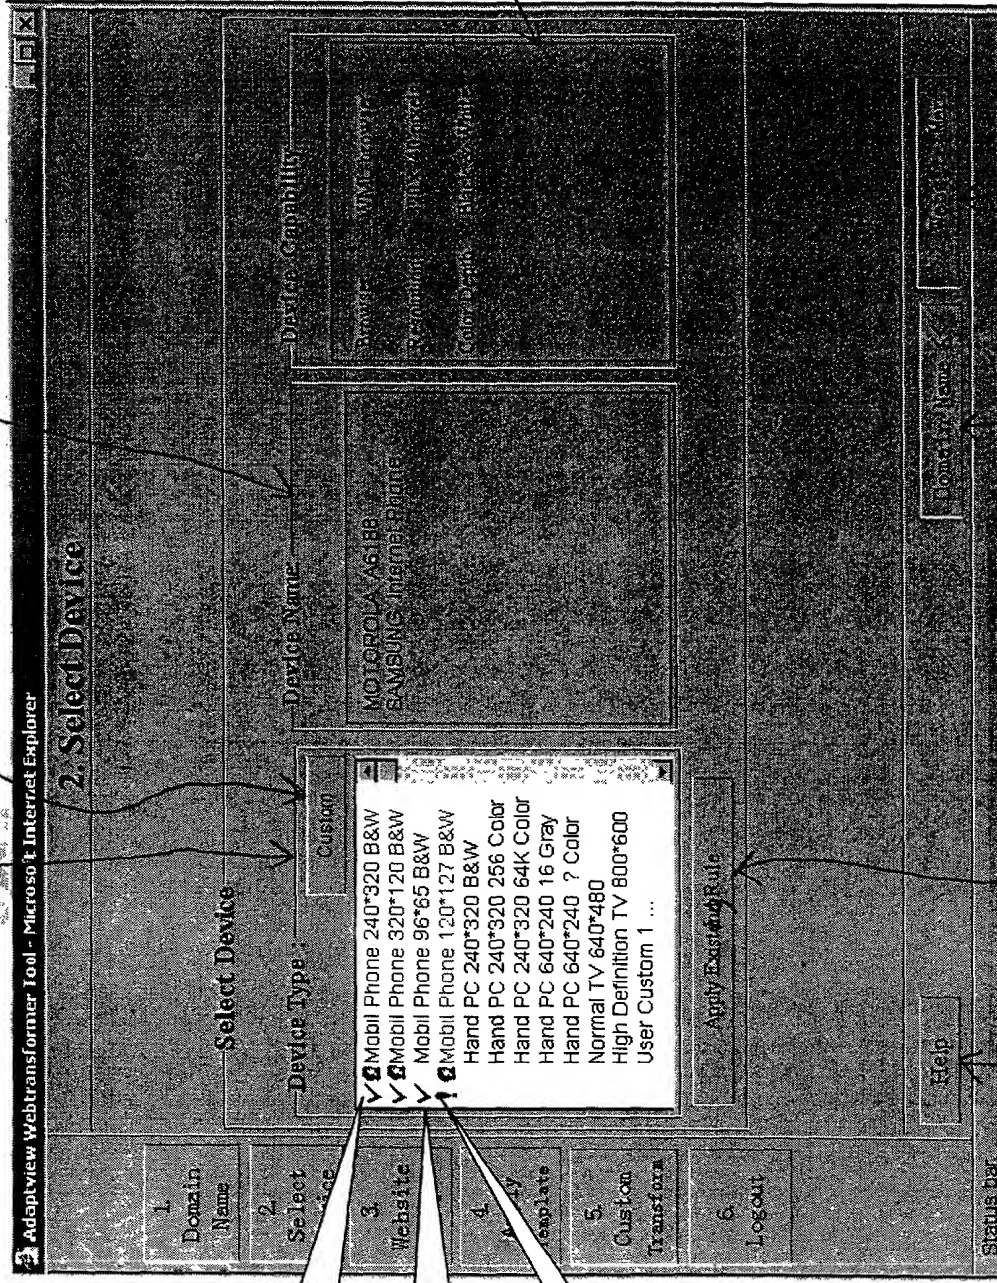 Adaptview Webtransformer Tool - Microsoft Internet Explorer
2. Select Device
1.
Domain
Name
2.
Select
3.
Website
4.
5.
Custom
Transform
6.
Logout
Select Device
Device Type :
Custom
Mobil Phone 240*320 B&W
Mobil Phone 320*120 B&W
Mobil Phone 96*65 B&W
Mobil Phone 120*127 B&W
Hand PC 240*320 B&W
Hand PC 240*320 256 Color
Hand PC 240*320 64K Color
Hand PC 640*240 16 Gray
Hand PC 640*240 ? Color
Normal TV 640*480
High Definition TV 800*600
User Custom 1 ...
Apply Existing Rule
Device Name
MOTOROLA A6188
SAMSUNG Internet Phone
Device Capability
Help
Domain Name
Status bar